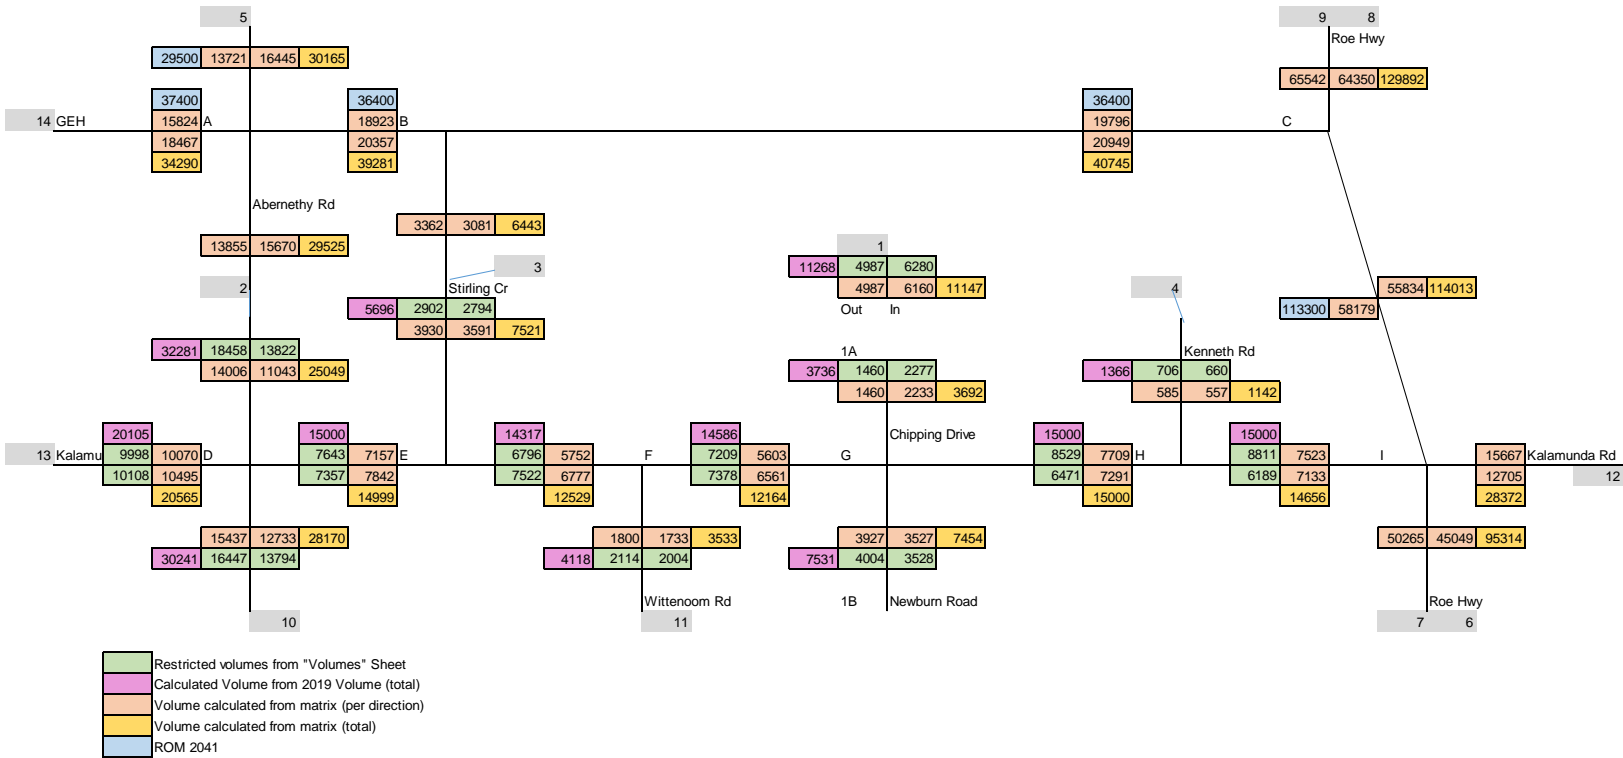 5
9 8
Roe Hwy
29500 13721 16445 30165
65542 64350 129892
37400
36400
36400
14 GEH
15824 A
18923 B
19796
C
18467
20357
20949
34290
39281
40745
Abernethy Rd
3362 3081 6443
13855 15670 29525
1
11268 4987 6280
3
4987 6160 11147
2
Stirling Cr
4
55834 114013
5696 2902 2794
Out In
113300 58179
3930 3591 7521
32281 18458 13822
1A
Kenneth Rd
14006 11043 25049
3736 1460 2277
1366 706 660
1460 2233 3692
585 557 1142
20105
15000
14317
14586
Chipping Drive
15000
15000
13 Kalamu 9998 10070 D
7643 7157 E
6796 5752
F
7209 5603
G
8529 7709 H
8811 7523
I
15667 Kalamunda Rd
10108 10495
7357 7842
7522 6777
7378 6561
6471 7291
6189 7133
12705
12
20565
14999
12529
12164
15000
14656
28372
15437 12733 28170
1800 1733 3533
3927 3527 7454
50265 45049 95314
30241 16447 13794
4118 2114 2004
7531 4004 3528
Wittenoom Rd
1B Newburn Road
Roe Hwy
10
11
7 6
Restricted volumes from "Volumes" Sheet
Calculated Volume from 2019 Volume (total)
Volume calculated from matrix (per direction)
Volume calculated from matrix (total)
ROM 2041